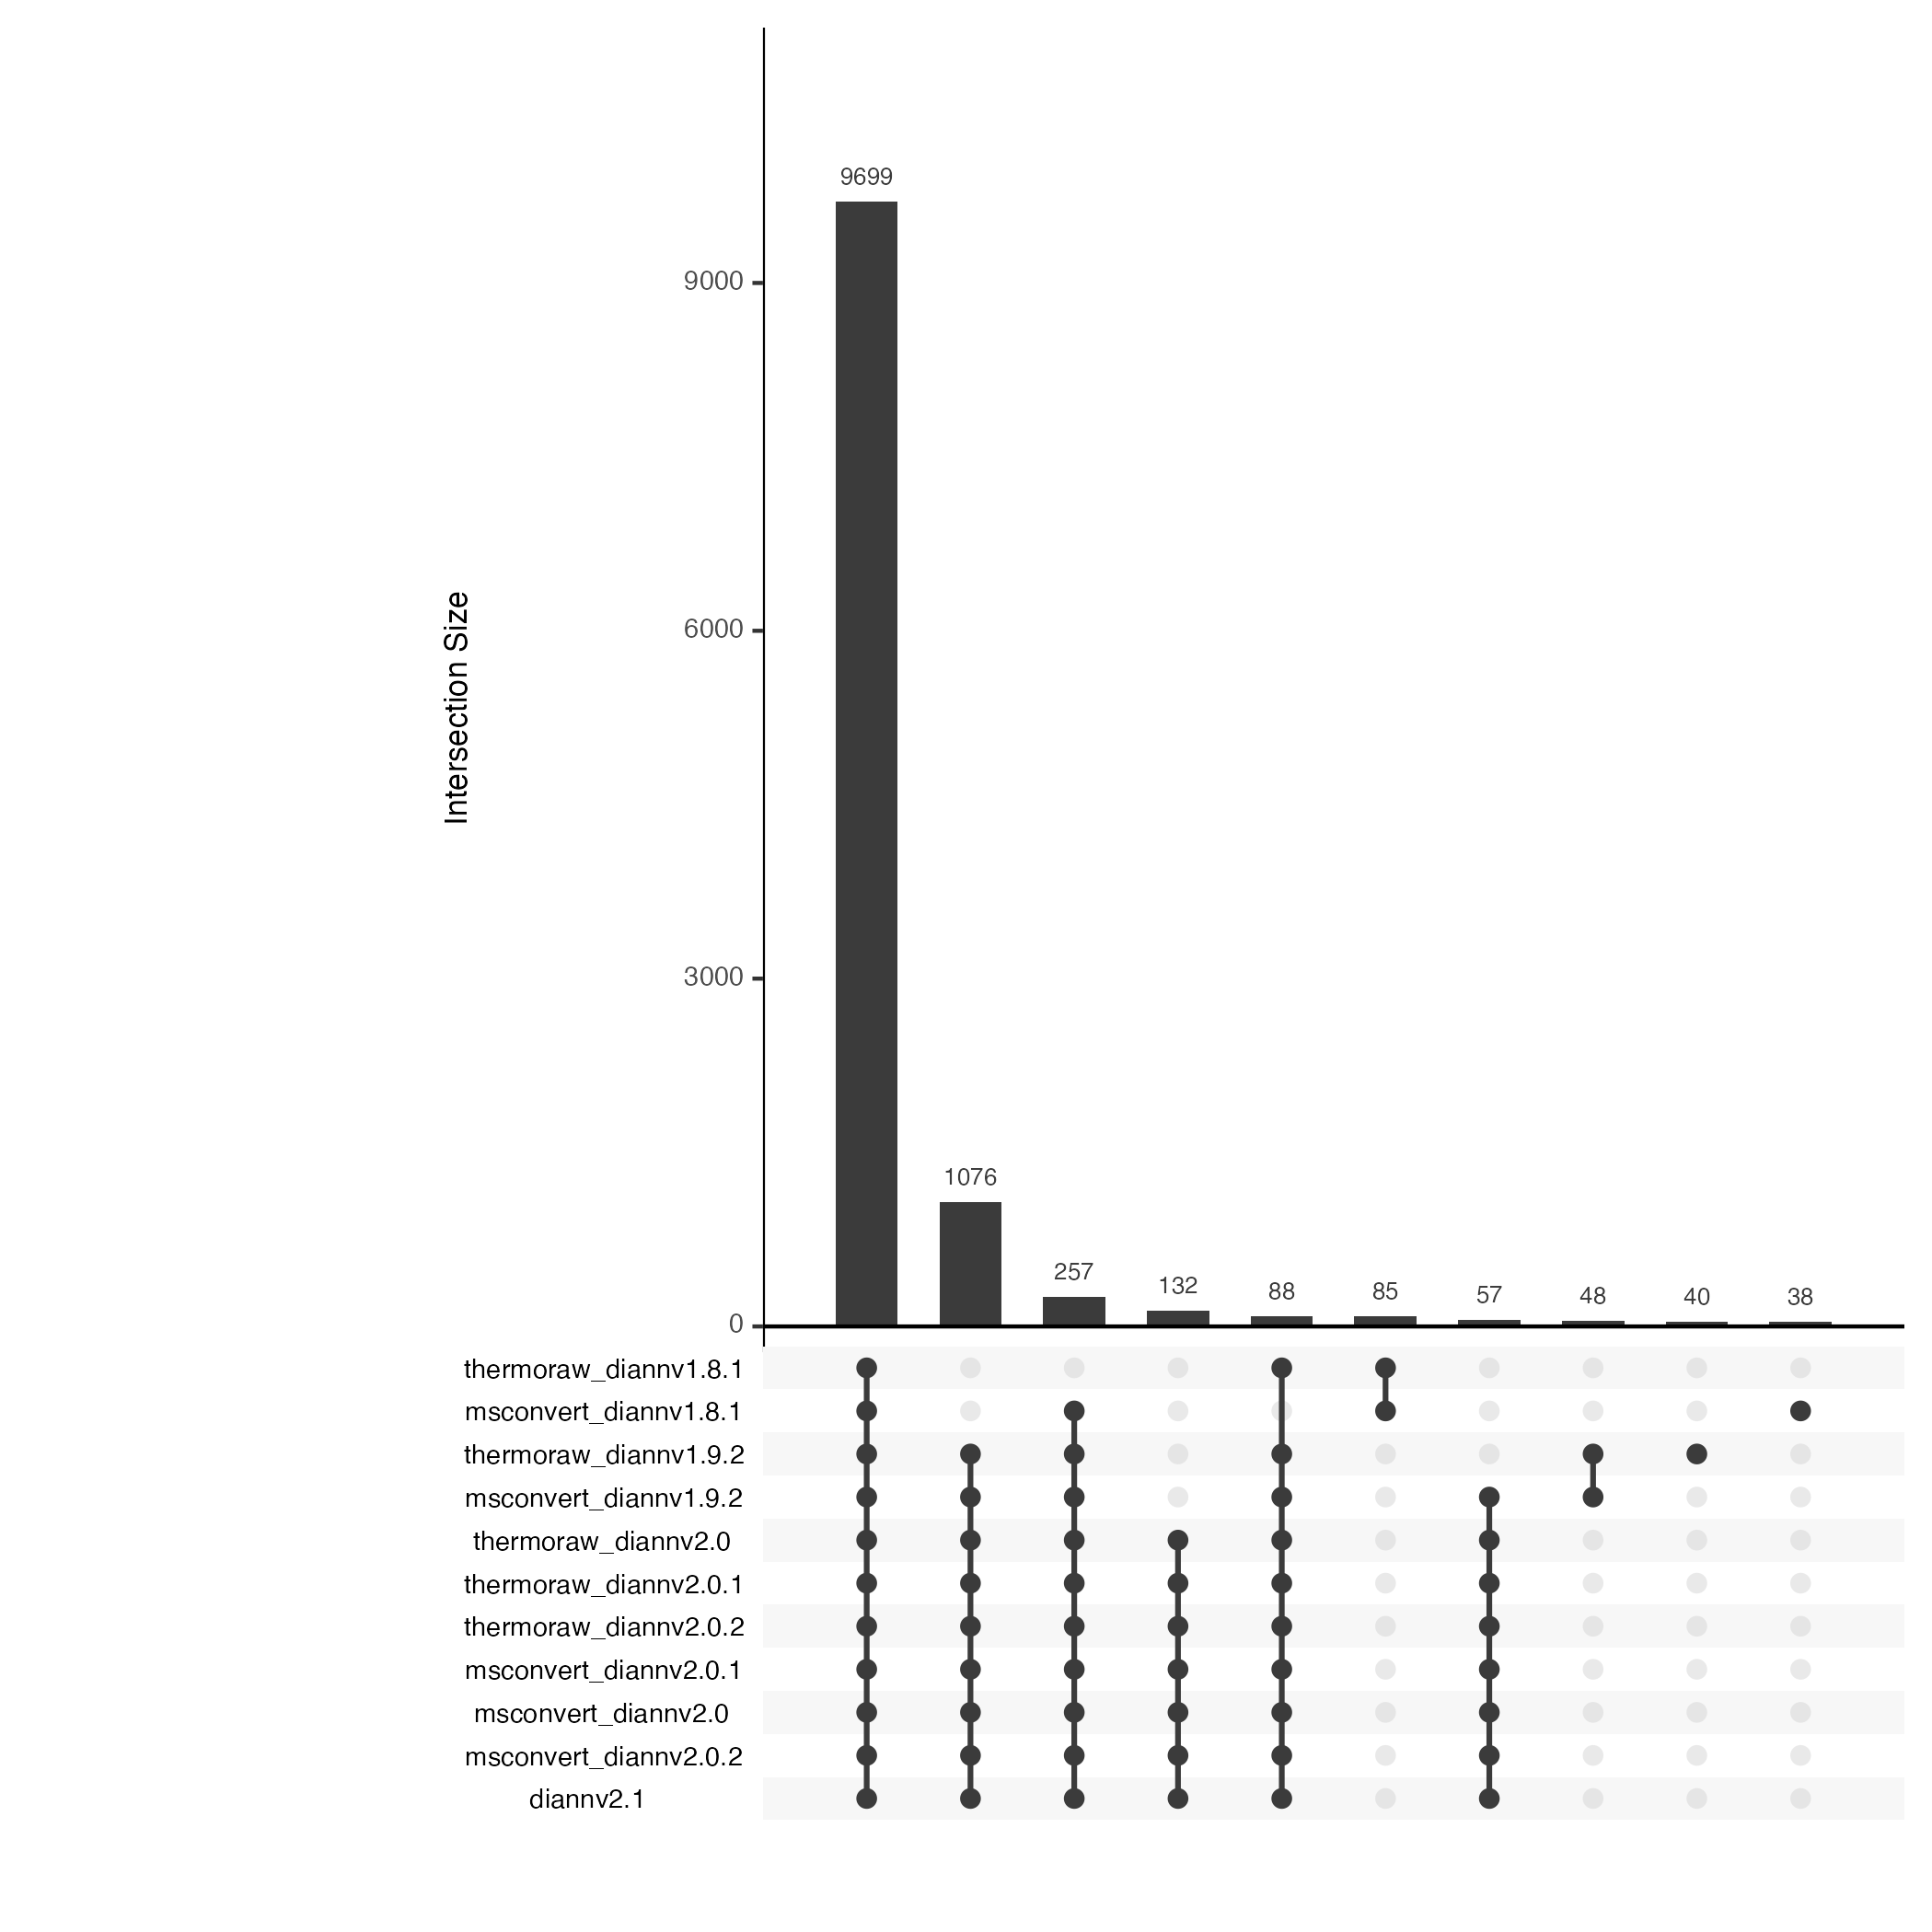 9699
9000
Intersection Size
6000
3000
1076
257
132
88
85
57
48
40
38
0
thermoraw_diannv1.8.1
msconvert_diannv1.8.1
thermoraw_diannv1.9.2
msconvert_diannv1.9.2
thermoraw_diannv2.0
thermoraw_diannv2.0.1
thermoraw_diannv2.0.2
msconvert_diannv2.0.1
msconvert_diannv2.0
msconvert_diannv2.0.2
diannv2.1